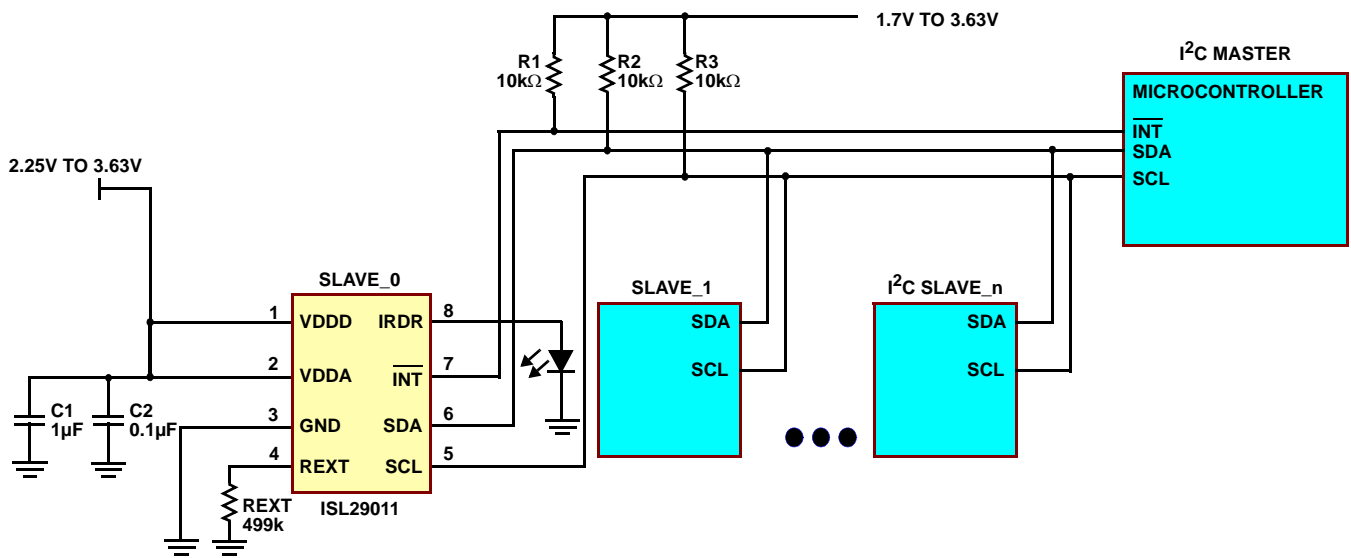 1.7V TO 3.63V
R1
10kΩ
R2
10kΩ
R3
10kΩ
I²C MASTER
MICROCONTROLLER
INT
SDA
SCL
2.25V TO 3.63V
SLAVE_0
1
VDDD
IRDR
8
2
VDDA
INT
7
3
GND
SDA
6
4
REXT
SCL
5
ISL29011
C1
1µF
C2
0.1µF
REXT
499k
SLAVE_1
SDA
SCL
I²C SLAVE_n
SDA
SCL